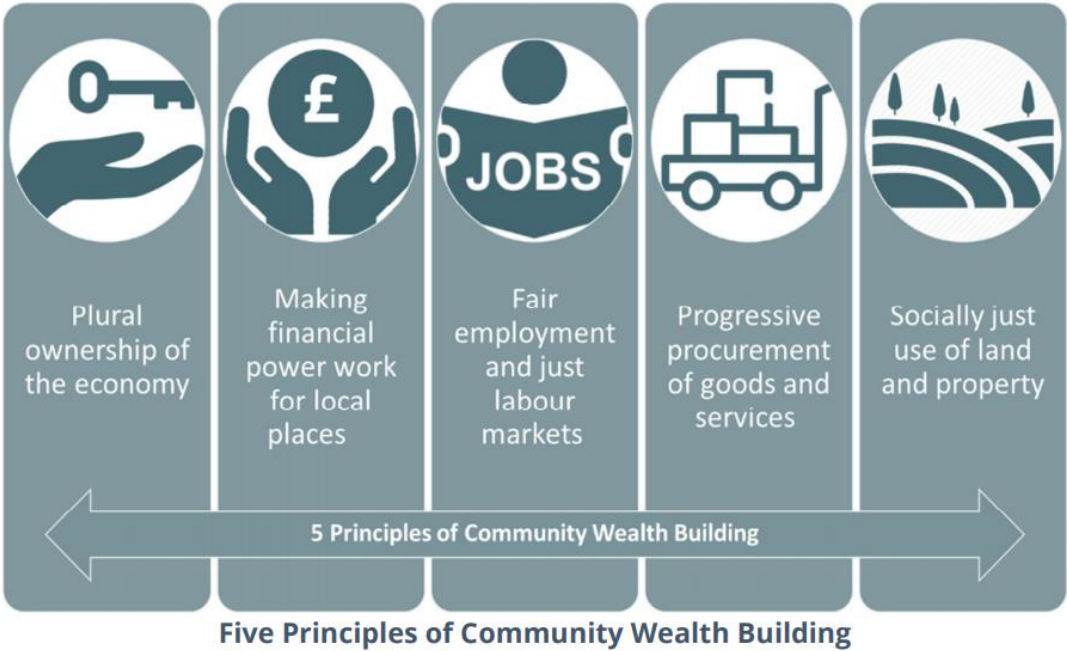 £
JOBS
Plural
ownership of
the economy
Making
financial
power work
for local
places
Fair
employment
and just
labour
markets
Progressive
procurement
of goods and
services
Socially just
use of land
and property
5 Principles of Community Wealth Building
Five Principles of Community Wealth Building